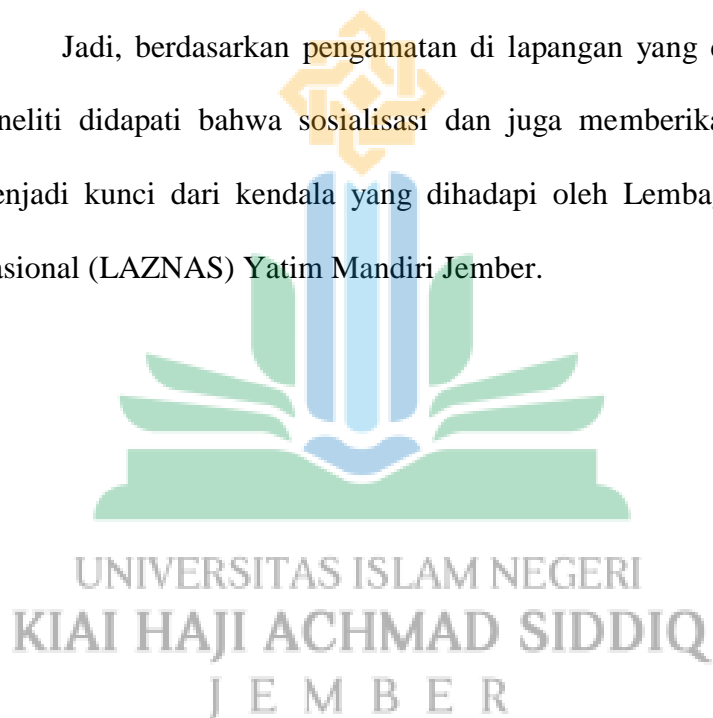 Jadi, berdasarkan pengamatan di lapangan yang
neliti didapati bahwa sosialisasi dan juga memberika
enjadi kunci dari kendala yang dihadapi oleh Lemba
asional (LAZNAS) Yatim Mandiri Jember.
UNIVERSITAS ISLAM NEGERI
KIAI HAJI ACHMAD SIDDIQ
JEMBER